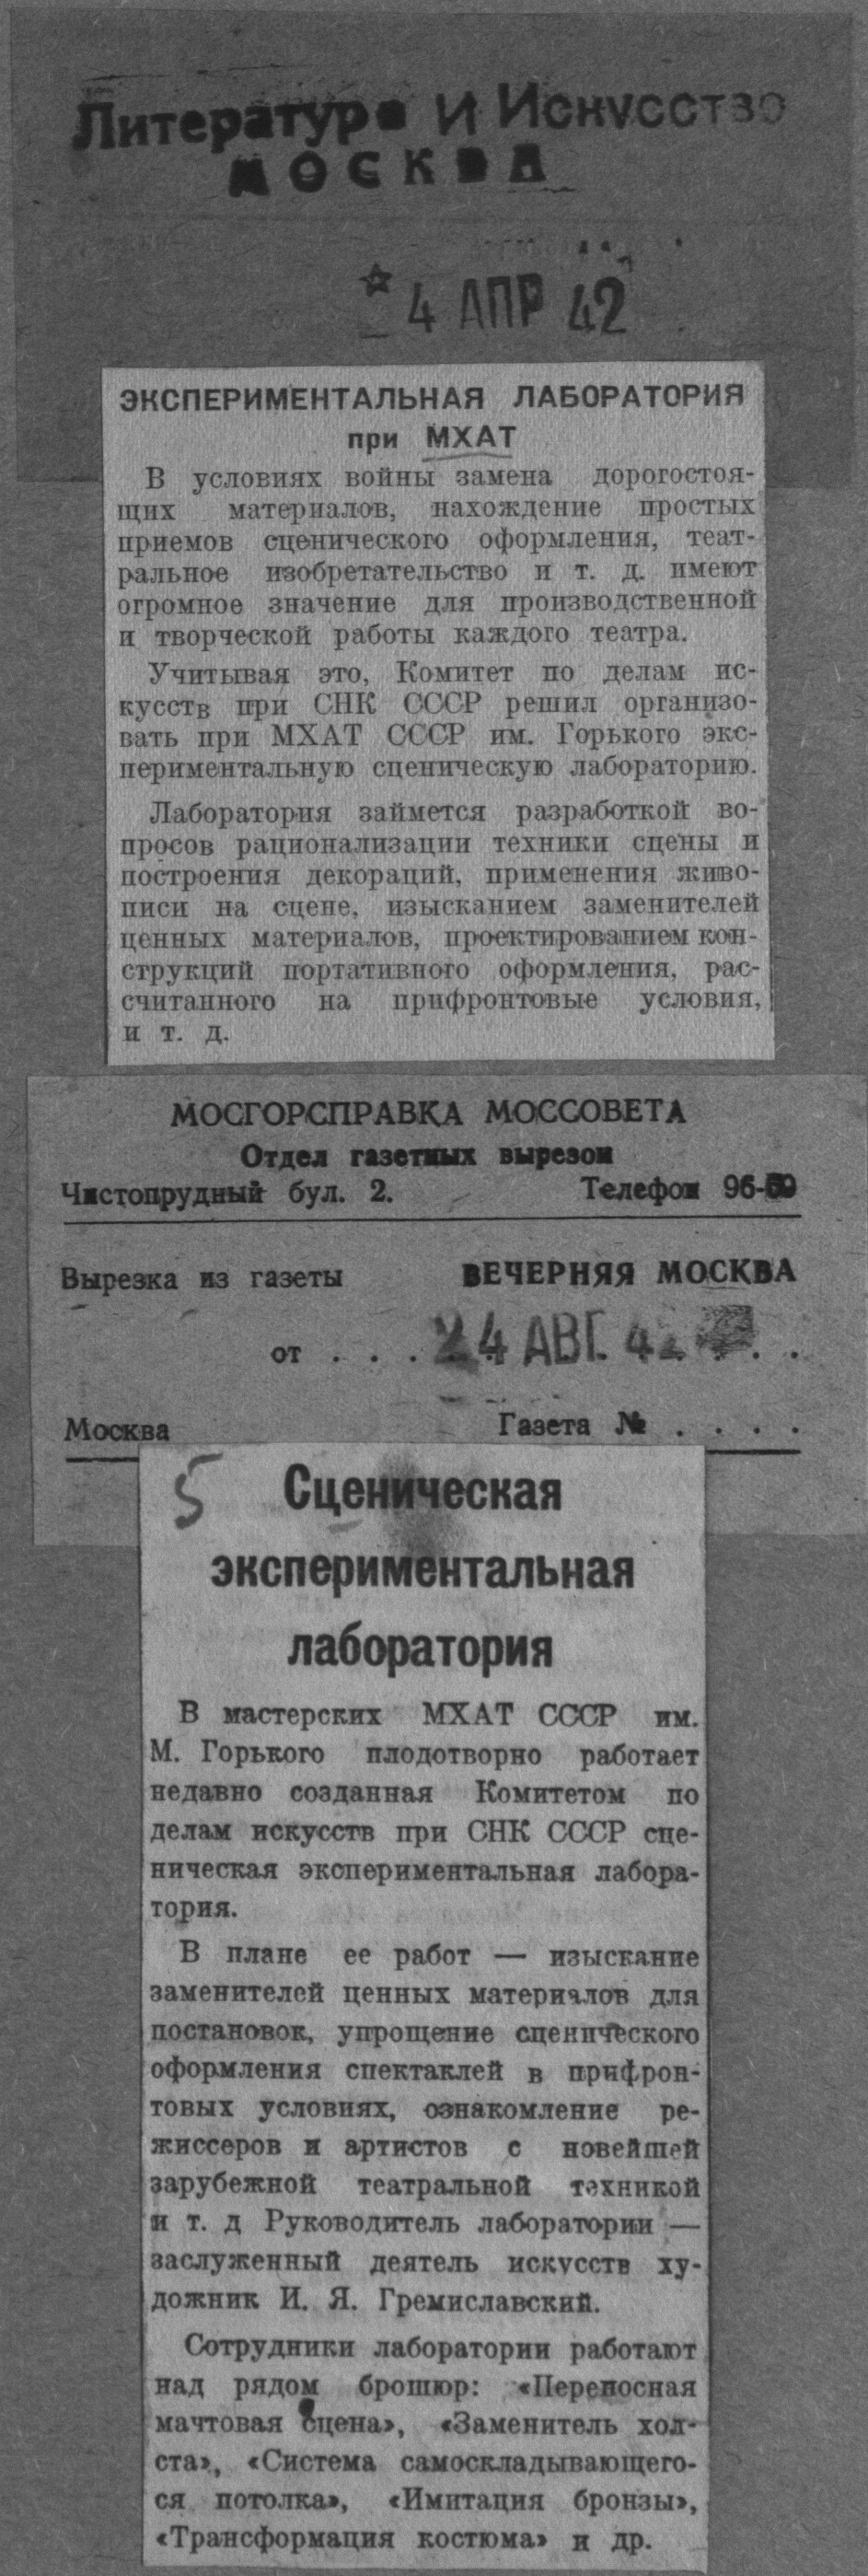 Литература и Искусство
МОСКВА
4 АПР 42
ЭКСПЕРИМЕНТАЛЬНАЯ ЛАБОРАТОРИЯ
при МХАТ
В условиях войны замена дорогостоя-
щих материалов, нахождение простых
приемов сценического оформления, теат-
ральное изобретательство и т. д. имеют
огромное значение для производственной
и творческой работы каждого театра.
Учитывая это, Комитет по делам ис-
кусств при СНК СССР решил организо-
вать при МХАТ СССР им. Горького экс-
периментальную сценическую лабораторию.
Лаборатория займется разработкой во-
просов рационализации техники сцены и
построения декораций, применения живо-
писи на сцене, изысканием заменителей
ценных материалов, проектированием кон-
струкций портативного оформления, рас-
считанного на прифронтовые условия,
и т. д.
МОСГОРСПРАВКА МОССОВЕТА
Отдел газетных вырезок
Чистопрудный бул. 2. Телефон 96-69
Вырезка из газеты ВЕЧЕРНЯЯ МОСКВА
от . . . 24 АВГ. 42 . .
Москва Газета № . . . .
5 Сценическая
экспериментальная
лаборатория
В мастерских МХАТ СССР им.
М. Горького плодотворно работает
недавно созданная Комитетом по
делам искусств при СНК СССР сце-
ническая экспериментальная лабора-
тория.
В плане ее работ — изыскание
заменителей ценных материалов для
постановок, упрощение сценического
оформления спектаклей в прифрон-
товых условиях, ознакомление ре-
жиссеров и артистов с новейшей
зарубежной театральной техникой
и т. д Руководитель лаборатории —
заслуженный деятель искусств ху-
дожник И. Я. Гремиславский.
Сотрудники лаборатории работают
над рядом брошюр: «Переносная
мачтовая сцена», «Заменитель хол-
ста», «Система самоскладывающего-
ся потолка», «Имитация бронзы»,
«Трансформация костюма» и др.